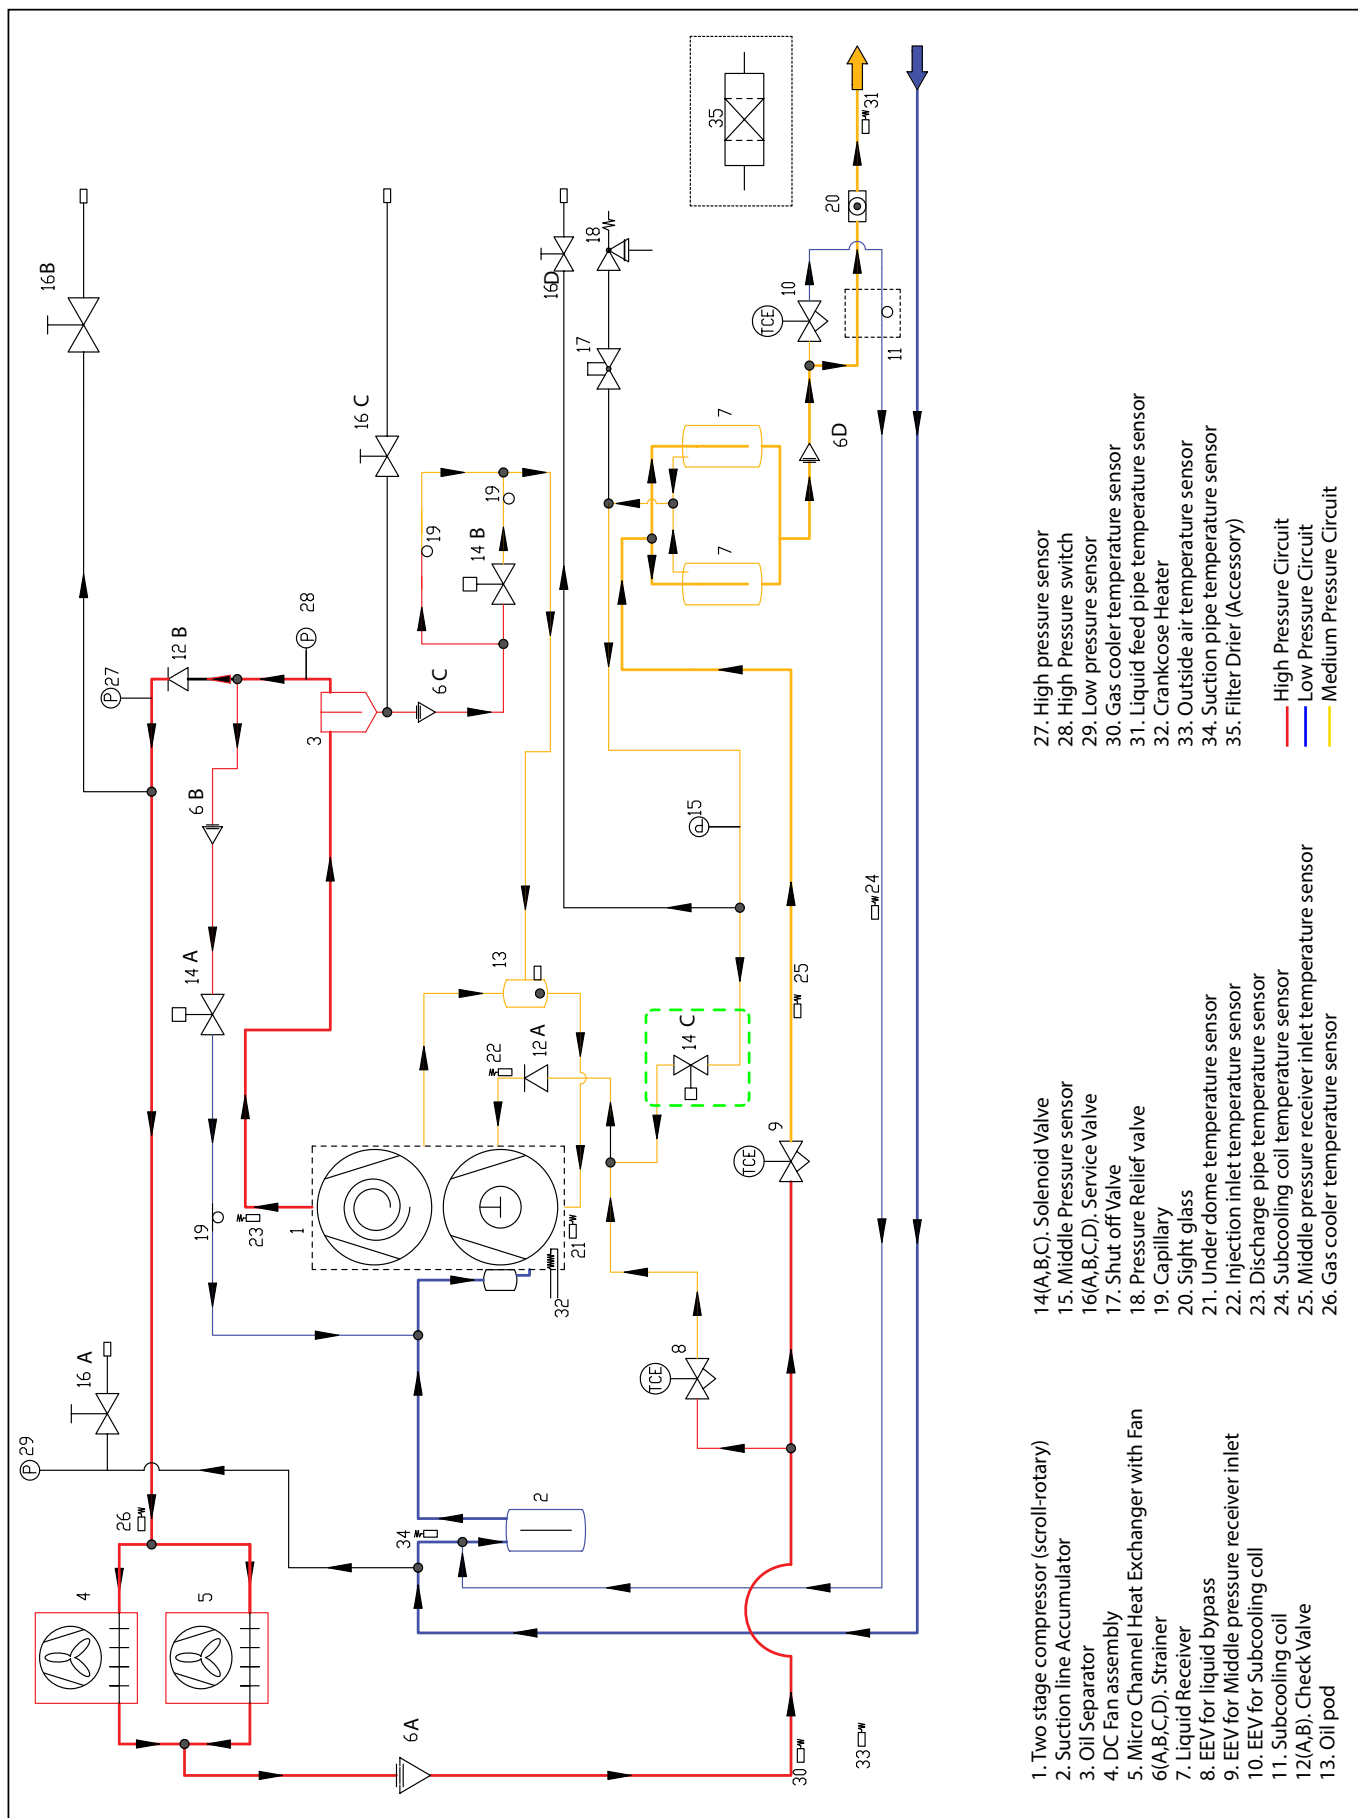 29
P
16 A
26
4
5
34
2
6A
30
33
16B
P
27
12 B
P
28
6 B
14 A
3
19
23
1
16 C
6 C
19
14 B
19
13
22
12 A
21
32
16D
18
17
7
7
6D
P
15
14 C
TCE
8
TCE
9
25
24
TCE
10
11
20
31
35
1. Two stage compressor (scroll-rotary)
2. Suction line Accumulator
3. Oil Separator
4. DC Fan assembly
5. Micro Channel Heat Exchanger with Fan
6(A,B,C,D). Strainer
7. Liquid Receiver
8. EEV for liquid bypass
9. EEV for Middle pressure receiver inlet
10. EEV for Subcooling coll
11. Subcooling coil
12(A,B). Check Valve
13. Oil pod
14(A,B,C). Solenoid Valve
15. Middle Pressure sensor
16(A,B,C,D). Service Valve
17. Shut off Valve
18. Pressure Relief valve
19. Capillary
20. Sight glass
21. Under dome temperature sensor
22. Injection inlet temperature sensor
23. Discharge pipe temperature sensor
24. Subcooling coil temperature sensor
25. Middle pressure receiver inlet temperature sensor
26. Gas cooler temperature sensor
27. High pressure sensor
28. High Pressure switch
29. Low pressure sensor
30. Gas cooler temperature sensor
31. Liquid feed pipe temperature sensor
32. Crankcose Heater
33. Outside air temperature sensor
34. Suction pipe temperature sensor
35. Filter Drier (Accessory)
High Pressure Circuit
Low Pressure Circuit
Medium Pressure Circuit